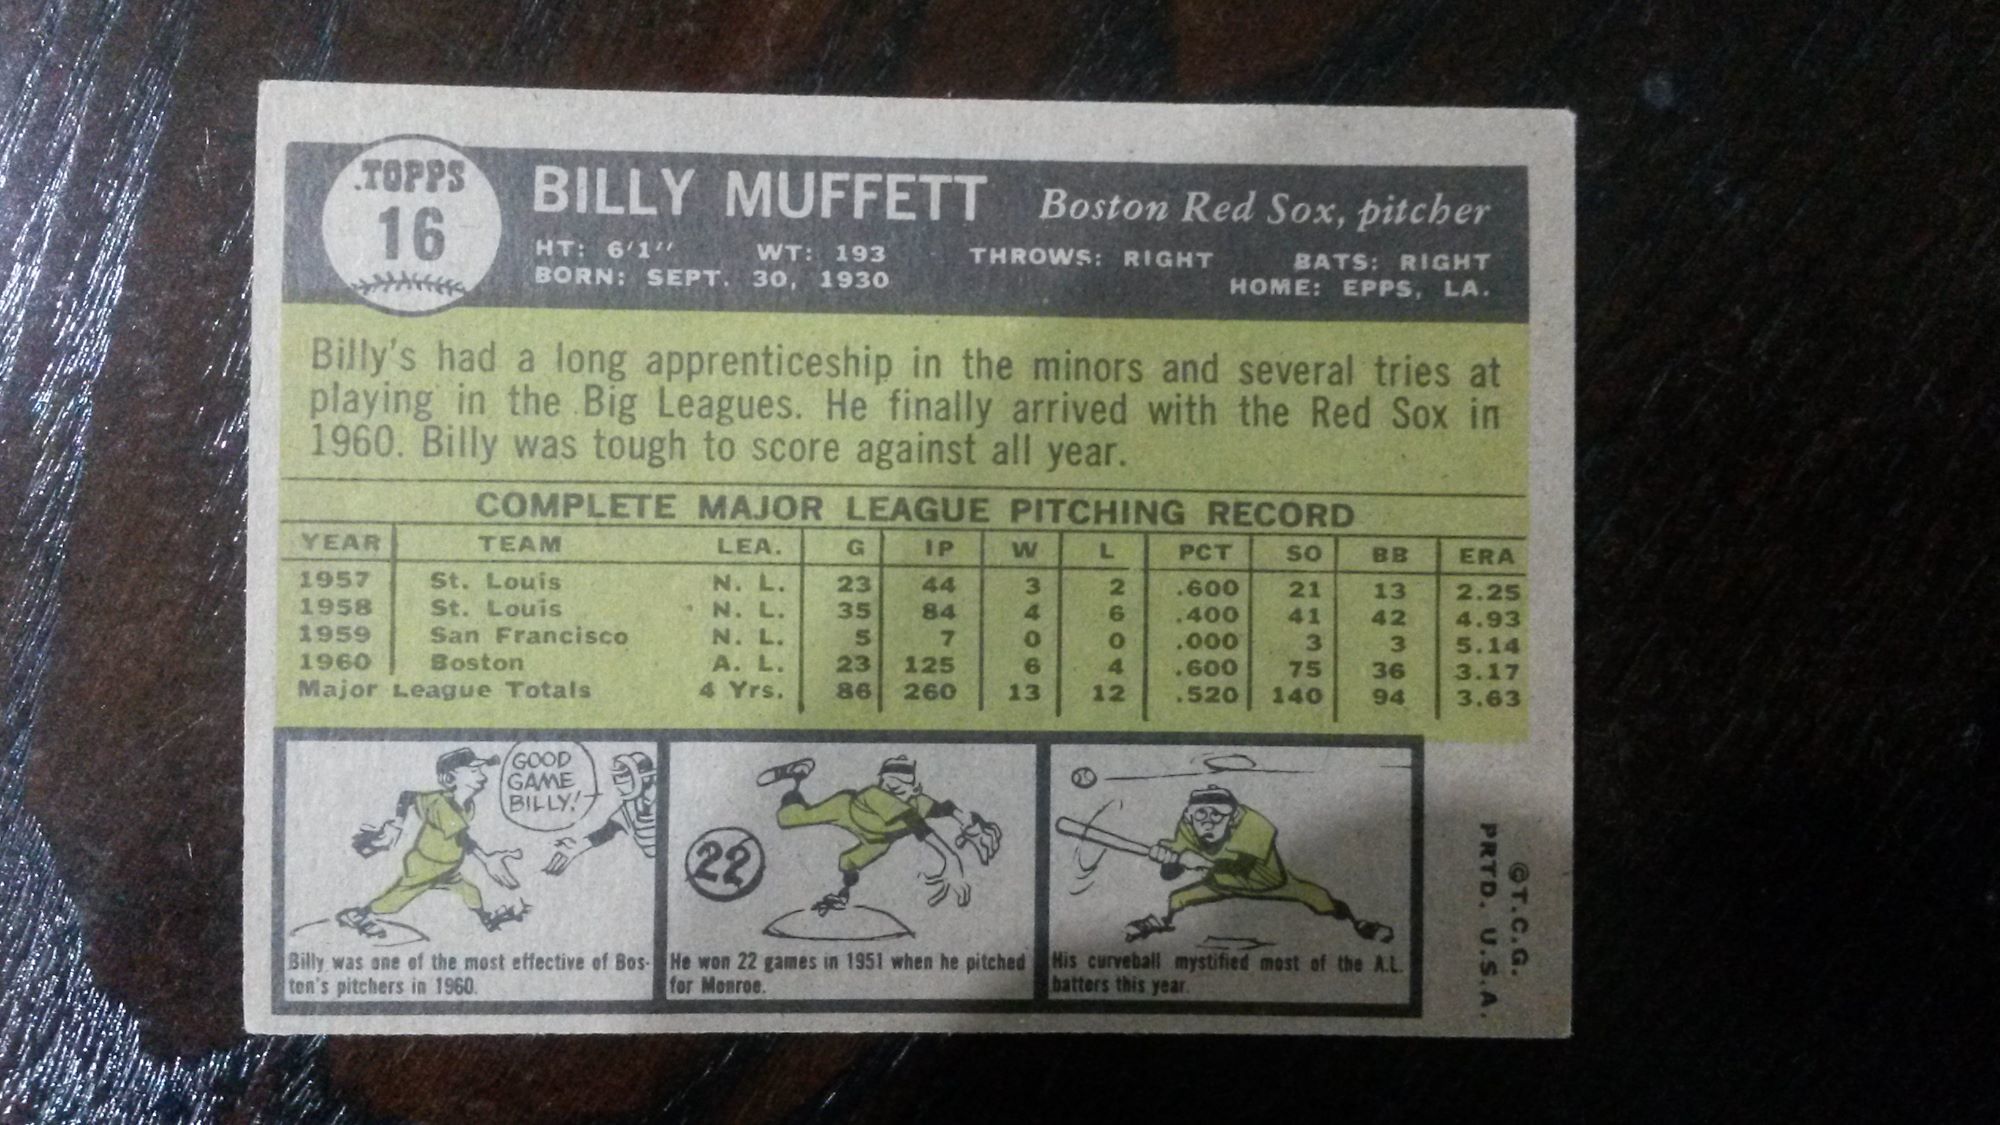 TOPPS
16
BILLY MUFFETT Boston Red Sox, pitcher
HT: 6'1" WT: 193 THROWS: RIGHT BATS: RIGHT
BORN: SEPT. 30, 1930 HOME: EPPS, LA.
Billy's had a long apprenticeship in the minors and several tries at
playing in the Big Leagues. He finally arrived with the Red Sox in
1960. Billy was tough to score against all year.
COMPLETE MAJOR LEAGUE PITCHING RECORD
YEAR TEAM LEA. G IP W L PCT SO BB ERA
1957 St. Louis N. L. 23 44 3 2 .600 21 13 2.25
1958 St. Louis N. L. 35 84 4 6 .400 41 42 4.93
1959 San Francisco N. L. 5 7 0 0 .000 3 3 5.14
1960 Boston A. L. 23 125 6 4 .600 75 36 3.17
Major League Totals 4 Yrs. 86 260 13 12 .520 140 94 3.63
GOOD
GAME
BILLY!
Billy was one of the most effective of Bos-
ton's pitchers in 1960.
22
He won 22 games in 1951 when he pitched
for Monroe.
His curveball mystified most of the A.L.
batters this year.
©T.C.G.
PRTD. U.S.A.